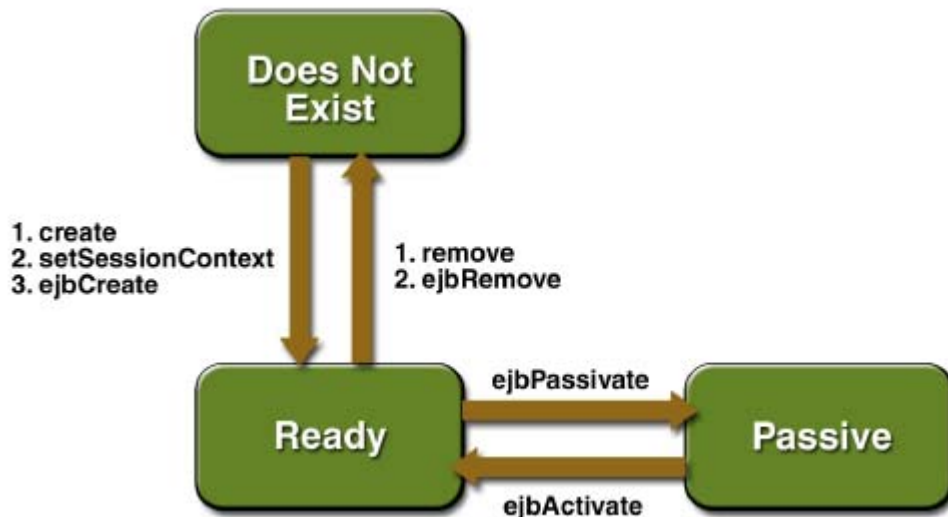 Does Not
Exist
1. create
2. setSessionContext
3. ejbCreate
1. remove
2. ejbRemove
ejbPassivate
Ready
Passive
ejbActivate